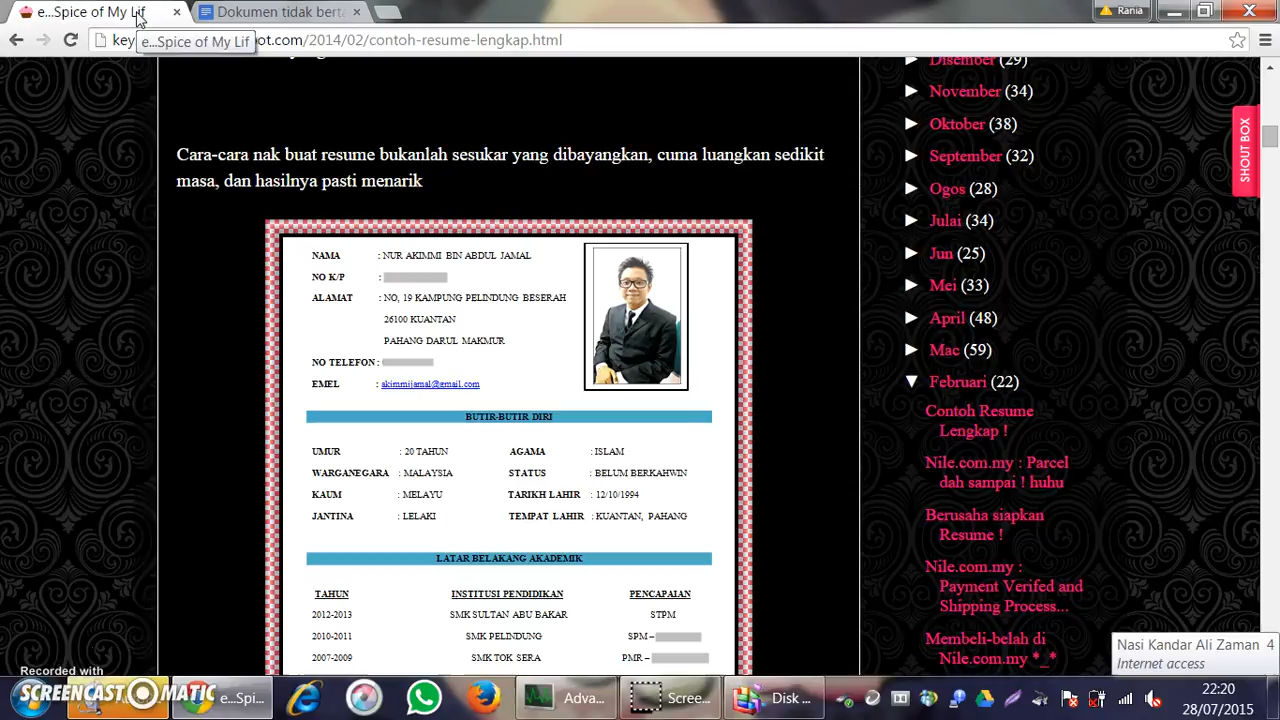 e...Spice of My Lif
Dokumen tidak berta
Rania
key
ot.com/2014/02/contoh-resume-lengkap.html
e...Spice of My Lif
Disember (29)
November (34)
Oktober (38)
September (32)
Ogos (28)
Julai (34)
Jun (25)
Mei (33)
April (48)
Mac (59)
Februari (22)
Contoh Resume
Lengkap !
Nile.com.my : Parcel
dah sampai ! huhu
Berusaha siapkan
Resume !
Nile.com.my :
Payment Verifed and
Shipping Process...
Membeli-belah di
Nile.com.my *_*
SHOUT BOX
Cara-cara nak buat resume bukanlah sesukar yang dibayangkan, cuma luangkan sedikit
masa, dan hasilnya pasti menarik
NAMA : NUR AKIMMI BIN ABDUL JAMAL
NO K/P :
ALAMAT : NO, 19 KAMPUNG PELINDUNG BESERAH
26100 KUANTAN
PAHANG DARUL MAKMUR
NO TELEFON :
EMEL : akimmijamal@gmail.com
BUTIR-BUTIR DIRI
UMUR : 20 TAHUN AGAMA : ISLAM
WARGANEGARA : MALAYSIA STATUS : BELUM BERKAHWIN
KAUM : MELAYU TARIKH LAHIR : 12/10/1994
JANTINA : LELAKI TEMPAT LAHIR : KUANTAN, PAHANG
LATAR BELAKANG AKADEMIK
TAHUN INSTITUSI PENDIDIKAN PENCAPAIAN
2012-2013 SMK SULTAN ABU BAKAR STPM
2010-2011 SMK PELINDUNG SPM –
2007-2009 SMK TOK SERA PMR –
Nasi Kandar Ali Zaman 4
Internet access
Recorded with
SCREENCAST MATIC
e...Spi...
Adva...
Scree...
Disk ...
22:20
28/07/2015